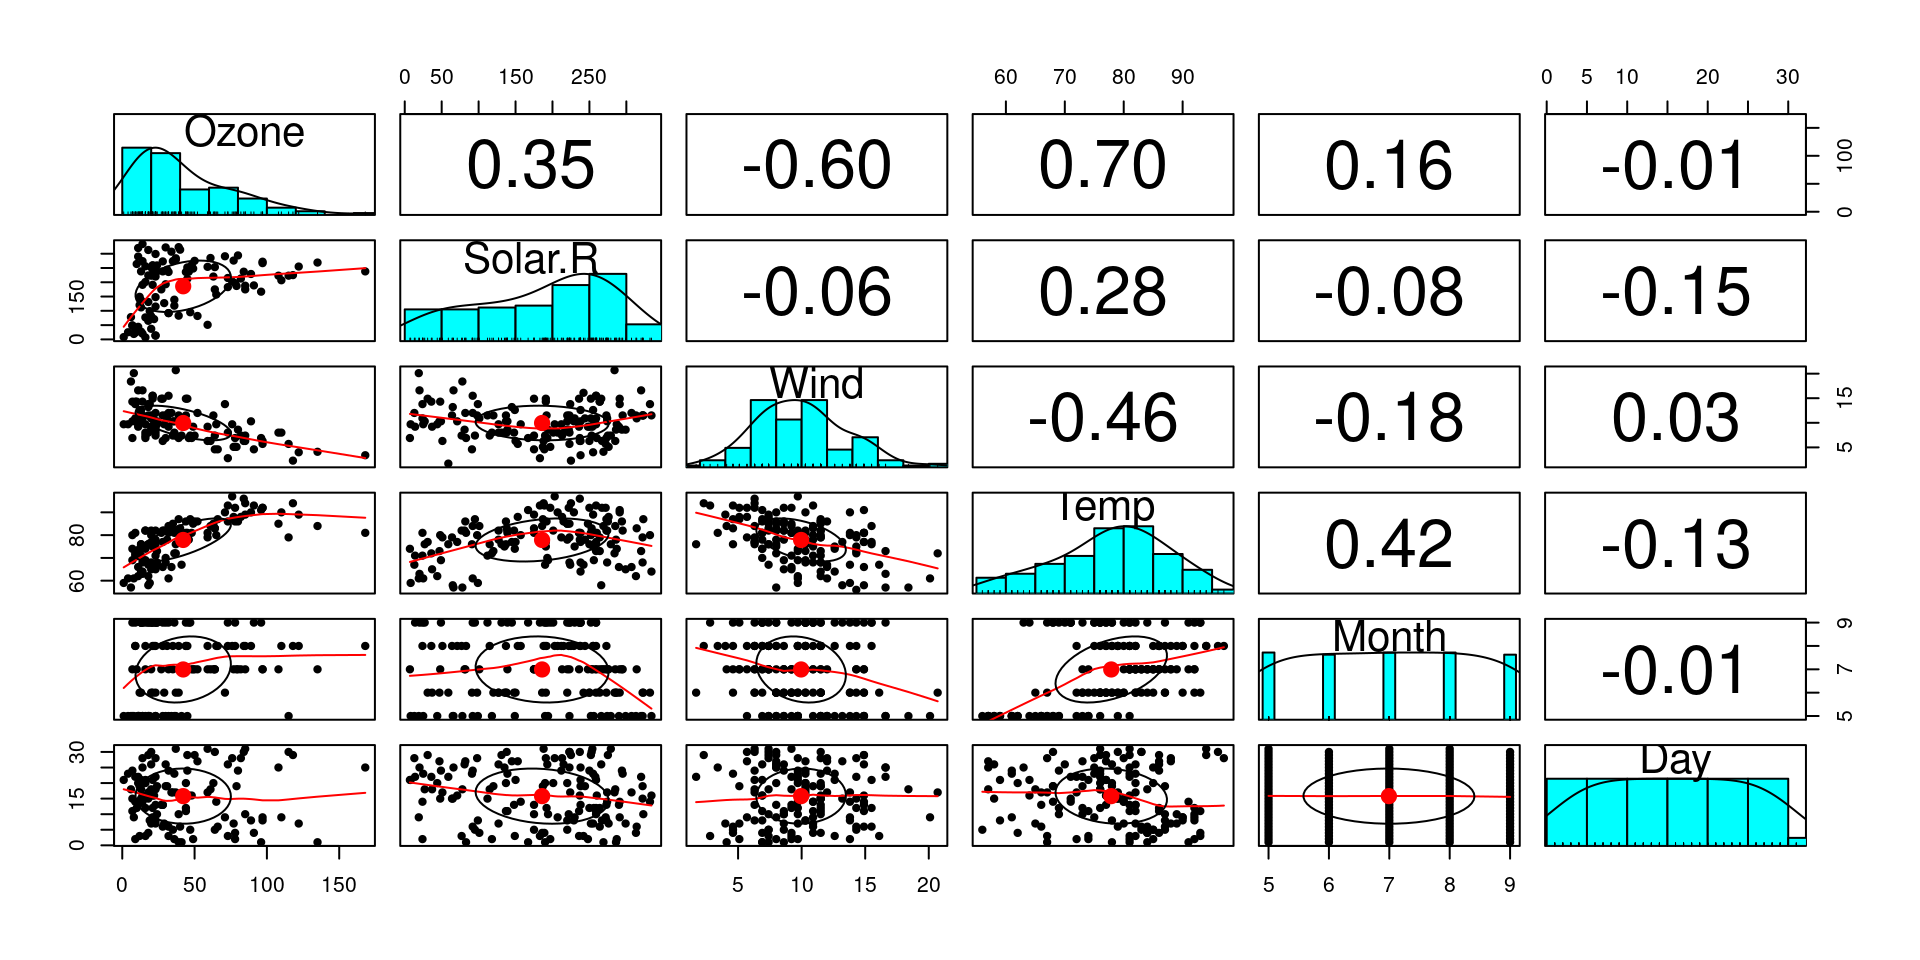 0 50 150 250 60 70 80 90 0 5 10 20 30
Ozone 0.35 -0.60 0.70 0.16 -0.01 0 100
0 150 Solar.R -0.06 0.28 -0.08 -0.15
Wind -0.46 -0.18 0.03 5 15
60 80 Temp 0.42 -0.13
Month -0.01 5 7 9
0 15 30 Day
0 50 100 150 5 10 15 20 5 6 7 8 9